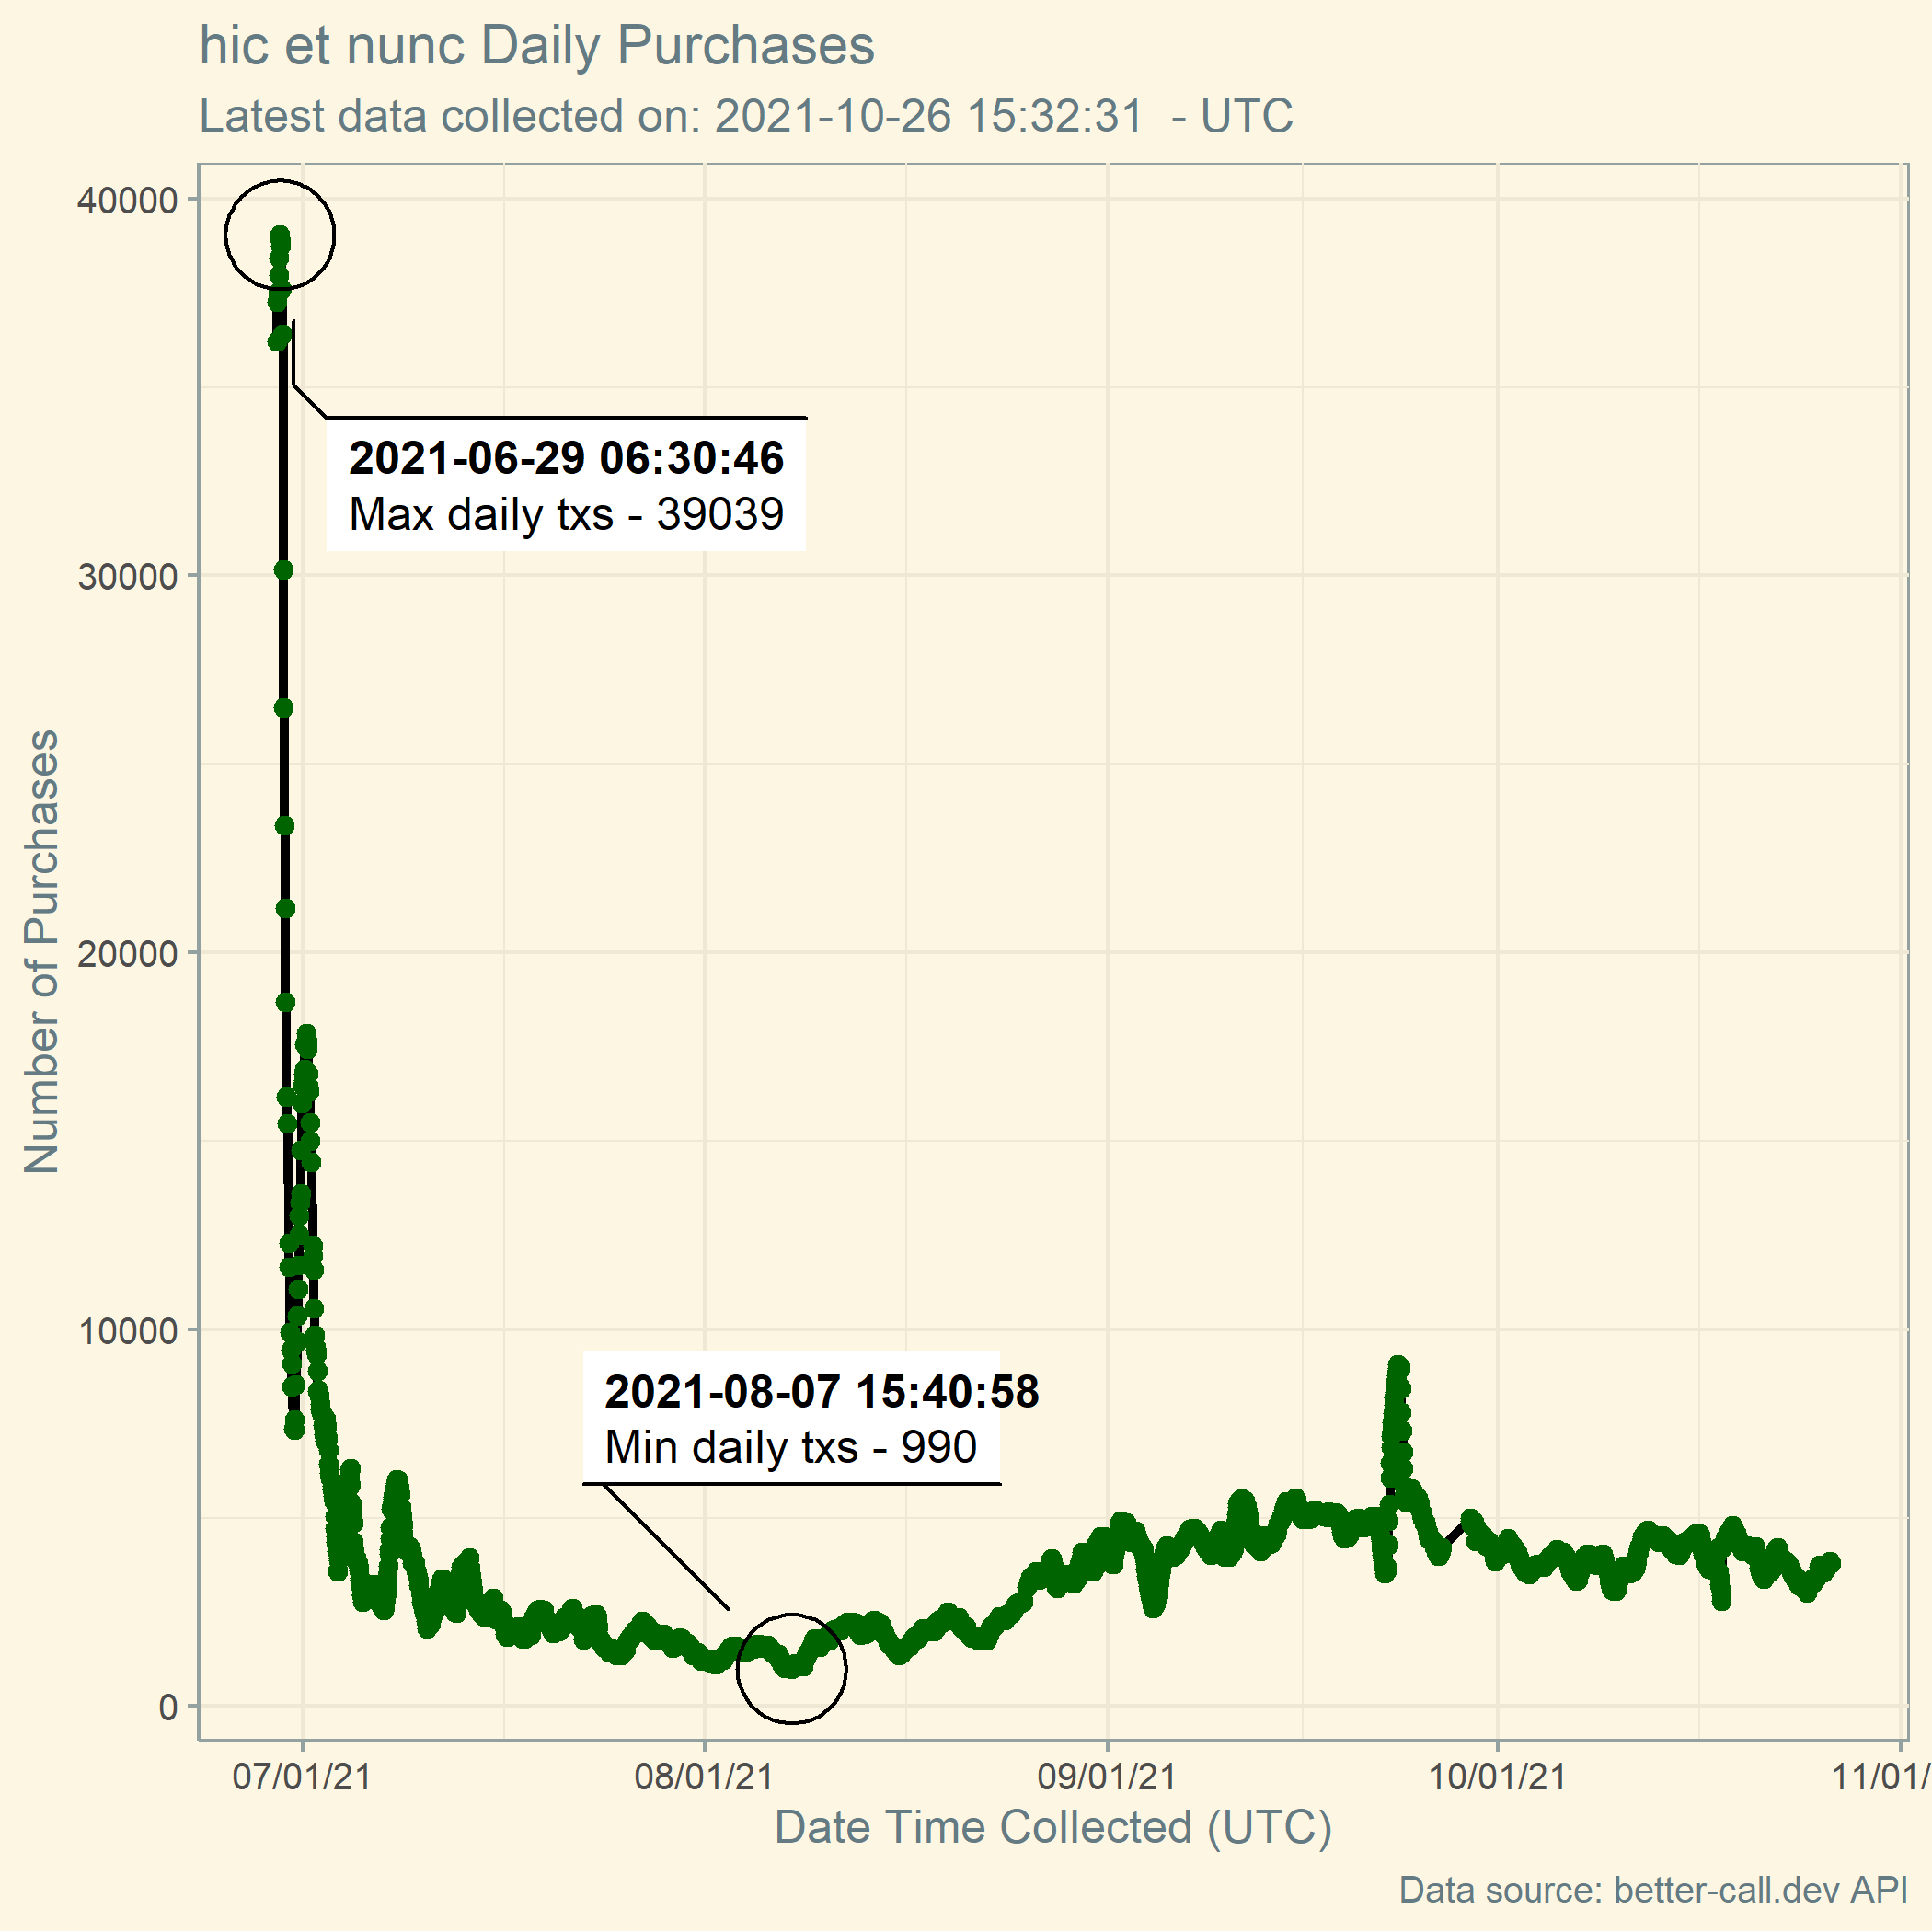 hic et nunc Daily Purchases
Latest data collected on: 2021-10-26 15:32:31 - UTC
Number of Purchases
40000
30000
20000
10000
0
2021-06-29 06:30:46
Max daily txs - 39039
2021-08-07 15:40:58
Min daily txs - 990
07/01/21 08/01/21 09/01/21 10/01/21 11/01/
Date Time Collected (UTC)
Data source: better-call.dev API